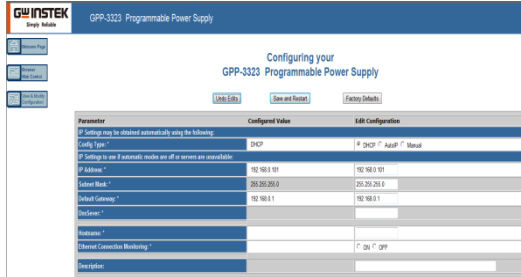 GWINSTEK
Simply Reliable
GPP-3323 Programmable Power Supply
Welcome Page
Browser
Web Control
View & Modify
Configuration
Configuring your
GPP-3323 Programmable Power Supply
Undo Edits Save and Restart Factory Defaults
Parameter Configured Value Edit Configuration
IP Settings may be obtained automatically using the following:
Config Type: * DHCP DHCP AutoIP Manual
IP Settings to use if automatic modes are off or servers are unavailable:
IP Address: * 192.168.0.101 192.168.0.101
Subnet Mask: * 255.255.255.0 255.255.255.0
Default Gateway: * 192.168.0.1 192.168.0.1
DnsSever: *
Hostname: *
Ethernet Connection Monitoring: * ON OFF
Description: